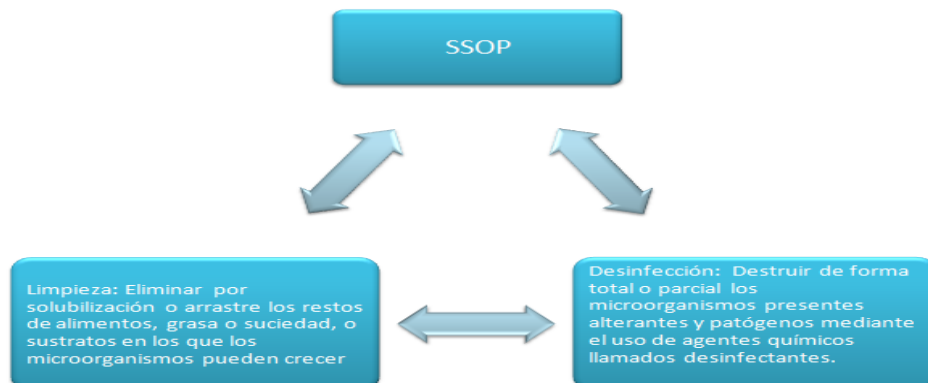 SSOP
Limpieza: Eliminar por
solubilización o arrastre los restos
de alimentos, grasa o suciedad, o
sustratos en los que los
microorganismos pueden crecer
Desinfección: Destruir de forma
total o parcial los
microorganismos presentes
alterantes y patógenos mediante
el uso de agentes químicos
llamados desinfectantes.